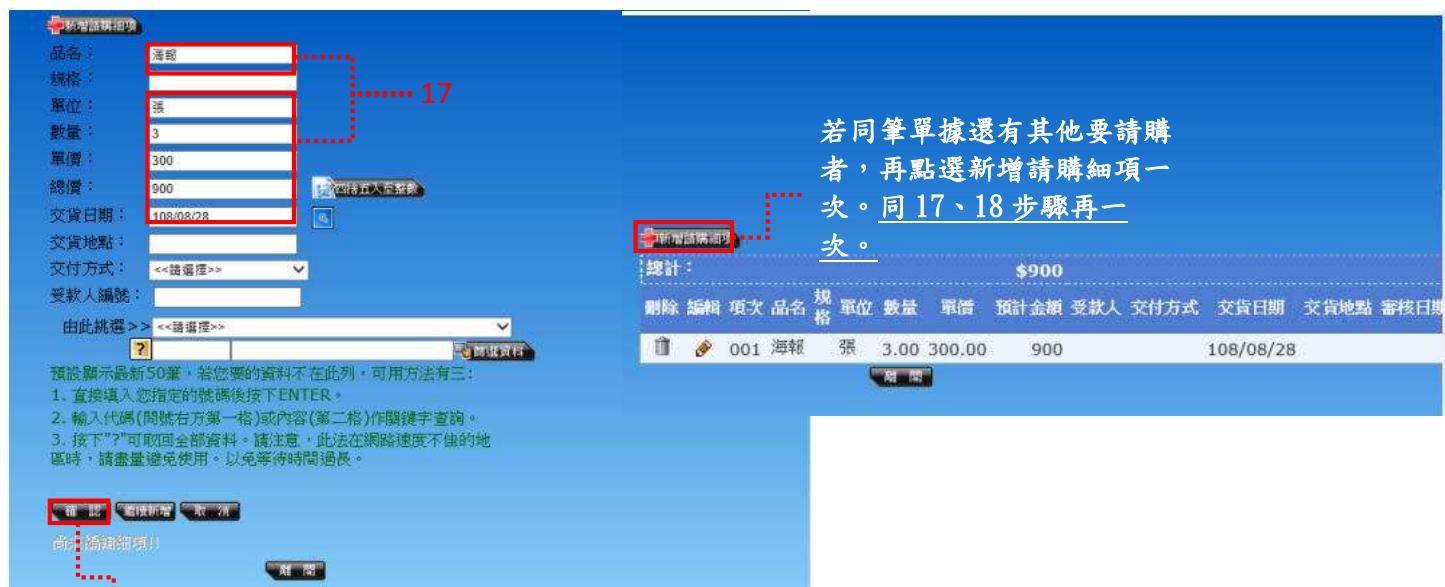 新增請購細項
品名： 海報
規格：
單位： 張
數量： 3
單價： 300
總價： 900 四捨五入至整數
交貨日期： 108/08/28
交貨地點：
交付方式： <<請選擇>>
受款人編號：
由此挑選>> <<請選擇>>
? 篩選資料
預設顯示最新50筆，若您要的資料不在此列，可用方法有三：
1. 直接填入您指定的號碼後按下ENTER。
2. 輸入代碼(問號右方第一格)或內容(第二格)作關鍵字查詢。
3. 按下"?"可取回全部資料。請注意，此法在網路速度不佳的地
區時，請盡量避免使用。以免等待時間過長。
確 認 繼續新增 取 消
尚未編輯細項!!
離 開
17
若同筆單據還有其他要請購
者，再點選新增請購細項一
次。同 17、18 步驟再一
次。
新增請購細項
總計： $900
刪除 編輯 項次 品名 規格 單位 數量 單價 預計金額 受款人 交付方式 交貨日期 交貨地點 審核日期
001 海報 張 3.00 300.00 900 108/08/28
離 開